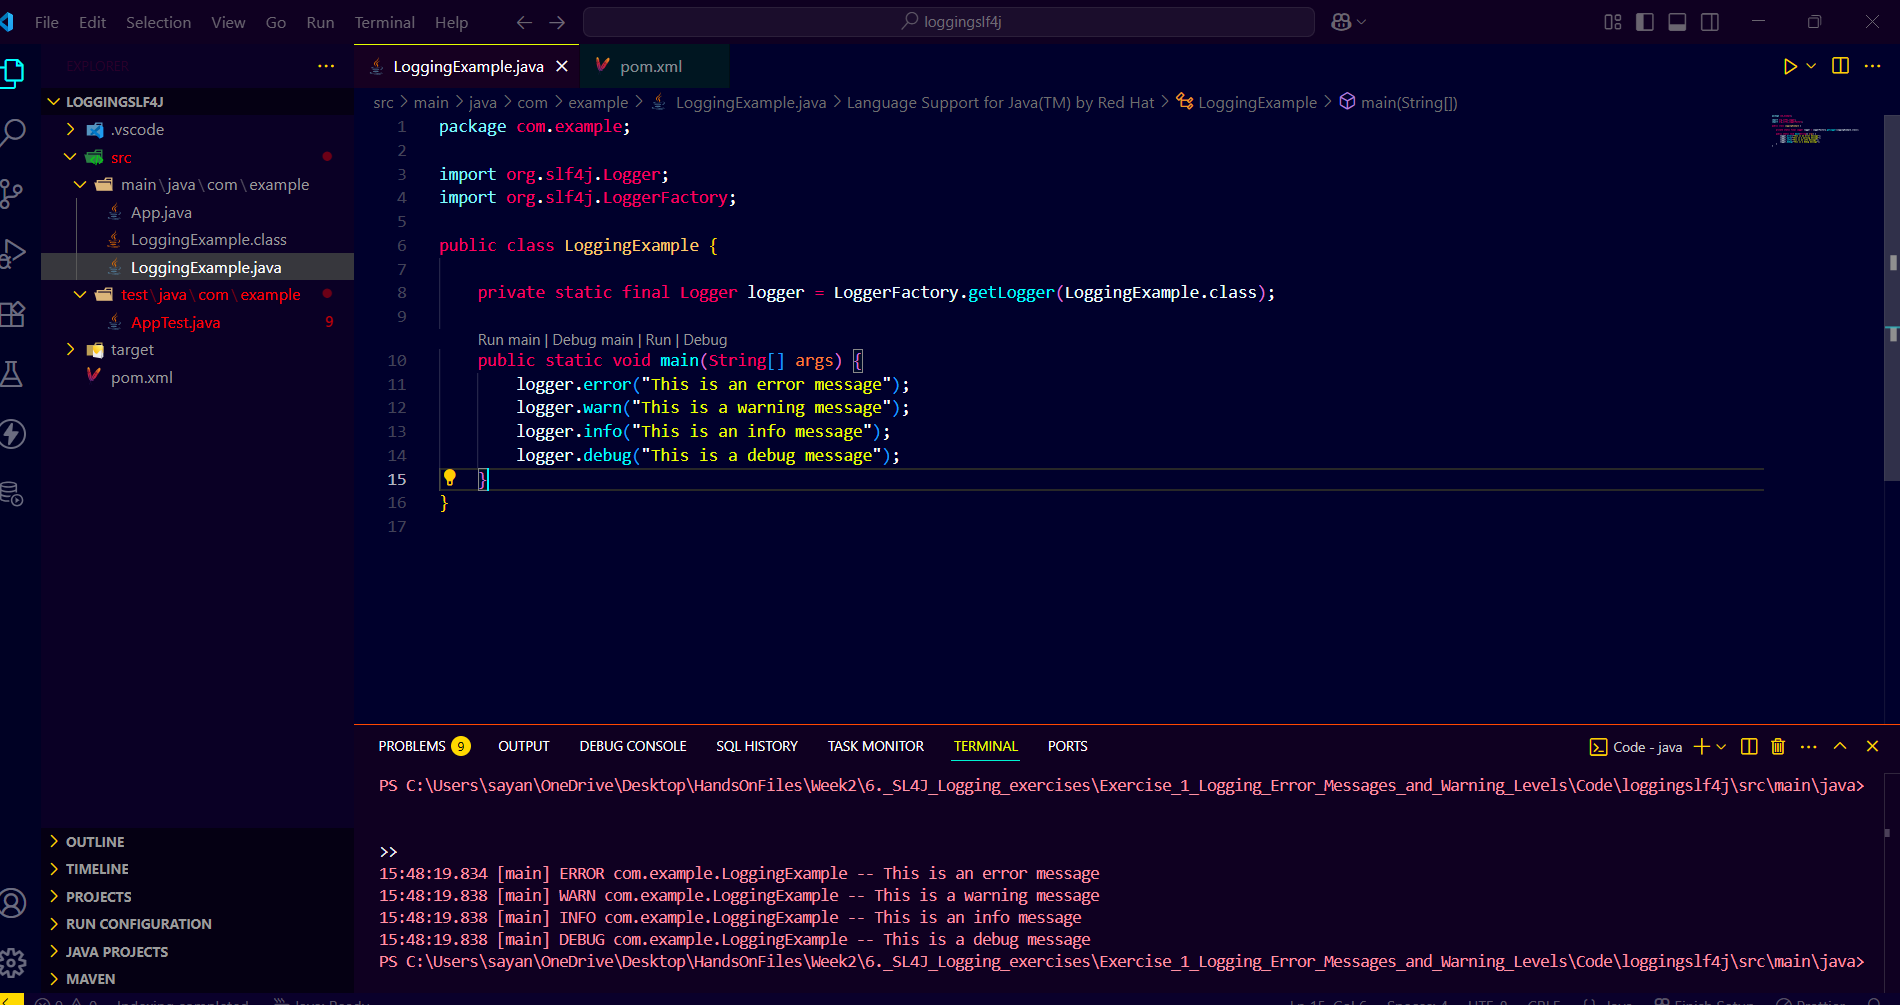 File Edit Selection View Go Run Terminal Help
loggingslf4j
EXPLORER
LOGGINGSLF4J
.vscode
src
main\java\com\example
App.java
LoggingExample.class
LoggingExample.java
test\java\com\example
AppTest.java 9
target
pom.xml
OUTLINE
TIMELINE
PROJECTS
RUN CONFIGURATION
JAVA PROJECTS
MAVEN
LoggingExample.java
pom.xml
src > main > java > com > example > LoggingExample.java > Language Support for Java(TM) by Red Hat > LoggingExample > main(String[])
1 package com.example;
2
3 import org.slf4j.Logger;
4 import org.slf4j.LoggerFactory;
5
6 public class LoggingExample {
7
8 private static final Logger logger = LoggerFactory.getLogger(LoggingExample.class);
9
Run main | Debug main | Run | Debug
10 public static void main(String[] args) {
11 logger.error("This is an error message");
12 logger.warn("This is a warning message");
13 logger.info("This is an info message");
14 logger.debug("This is a debug message");
15 }
16 }
17
PROBLEMS 9 OUTPUT DEBUG CONSOLE SQL HISTORY TASK MONITOR TERMINAL PORTS
Code - java
PS C:\Users\sayan\OneDrive\Desktop\HandsOnFiles\Week2\6._SL4J_Logging_exercises\Exercise_1_Logging_Error_Messages_and_Warning_Levels\Code\loggingslf4j\src\main\java>
>>
15:48:19.834 [main] ERROR com.example.LoggingExample -- This is an error message
15:48:19.838 [main] WARN com.example.LoggingExample -- This is a warning message
15:48:19.838 [main] INFO com.example.LoggingExample -- This is an info message
15:48:19.838 [main] DEBUG com.example.LoggingExample -- This is a debug message
PS C:\Users\sayan\OneDrive\Desktop\HandsOnFiles\Week2\6._SL4J_Logging_exercises\Exercise_1_Logging_Error_Messages_and_Warning_Levels\Code\loggingslf4j\src\main\java>